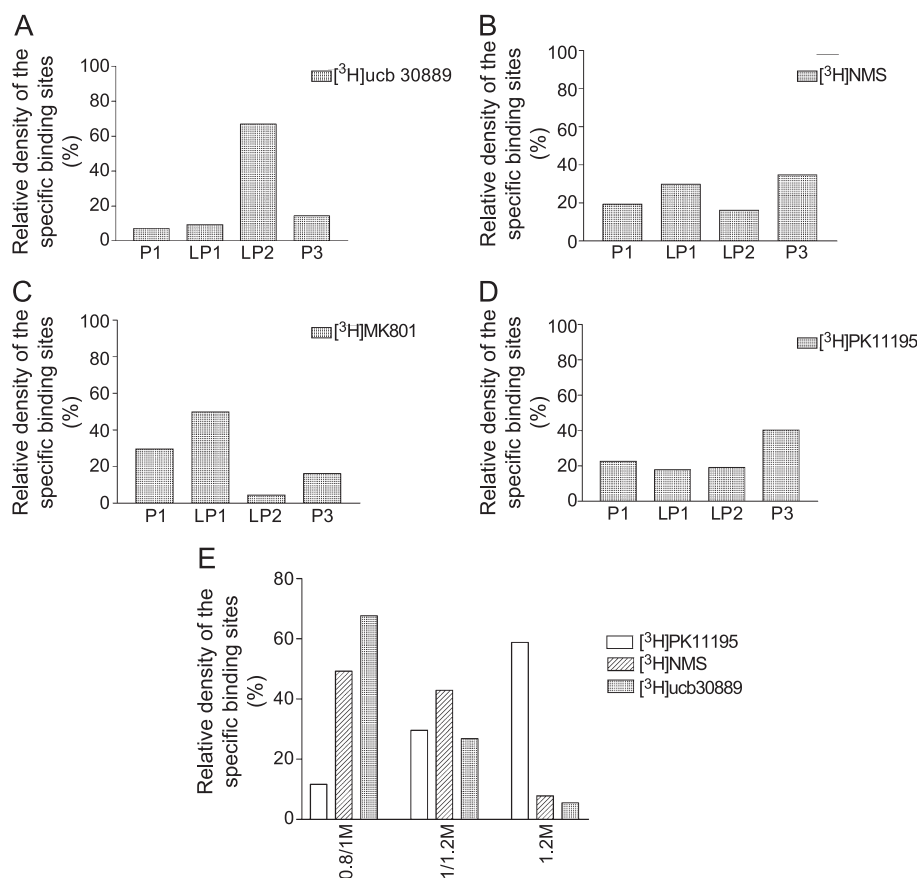 A
Relative density of the
specific binding sites
(%)
100
80
60
40
20
0
P1 LP1 LP2 P3
[³H]ucb 30889
B
Relative density of the
specific binding sites
(%)
100
80
60
40
20
0
P1 LP1 LP2 P3
[³H]NMS
C
Relative density of the
specific binding sites
(%)
100
80
60
40
20
0
P1 LP1 LP2 P3
[³H]MK801
D
Relative density of the
specific binding sites
(%)
100
80
60
40
20
0
P1 LP1 LP2 P3
[³H]PK11195
E
Relative density of the
specific binding sites
(%)
80
60
40
20
0
0.8/1M
1/1.2M
1.2M
[³H]PK11195
[³H]NMS
[³H]ucb30889